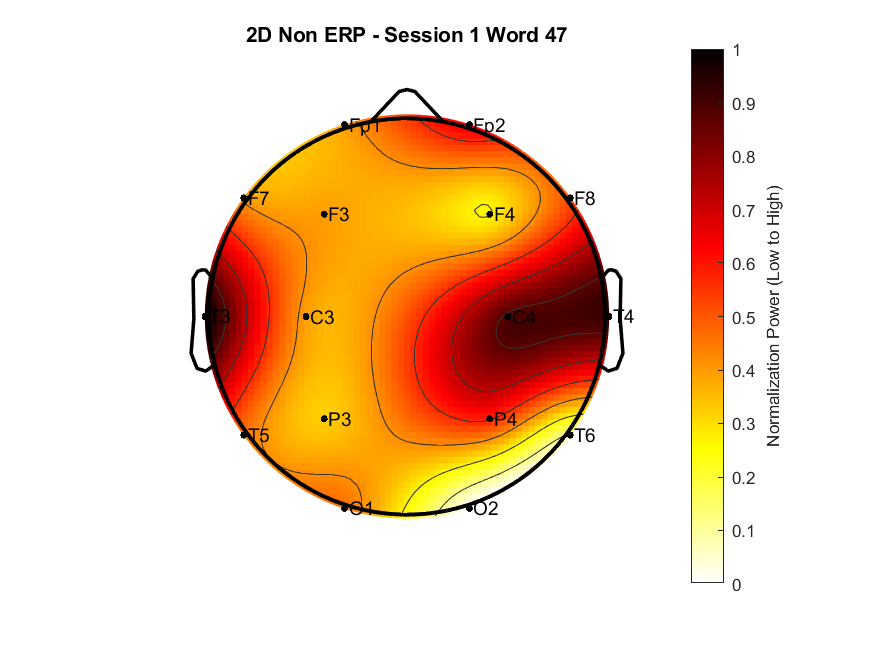 2D Non ERP - Session 1 Word 47
Fp1
Fp2
F7
F8
F3
F4
T3
C3
C4
T4
P3
P4
T5
T6
O1
O2
1
0.9
0.8
0.7
0.6
0.5
0.4
0.3
0.2
0.1
0
Normalization Power (Low to High)